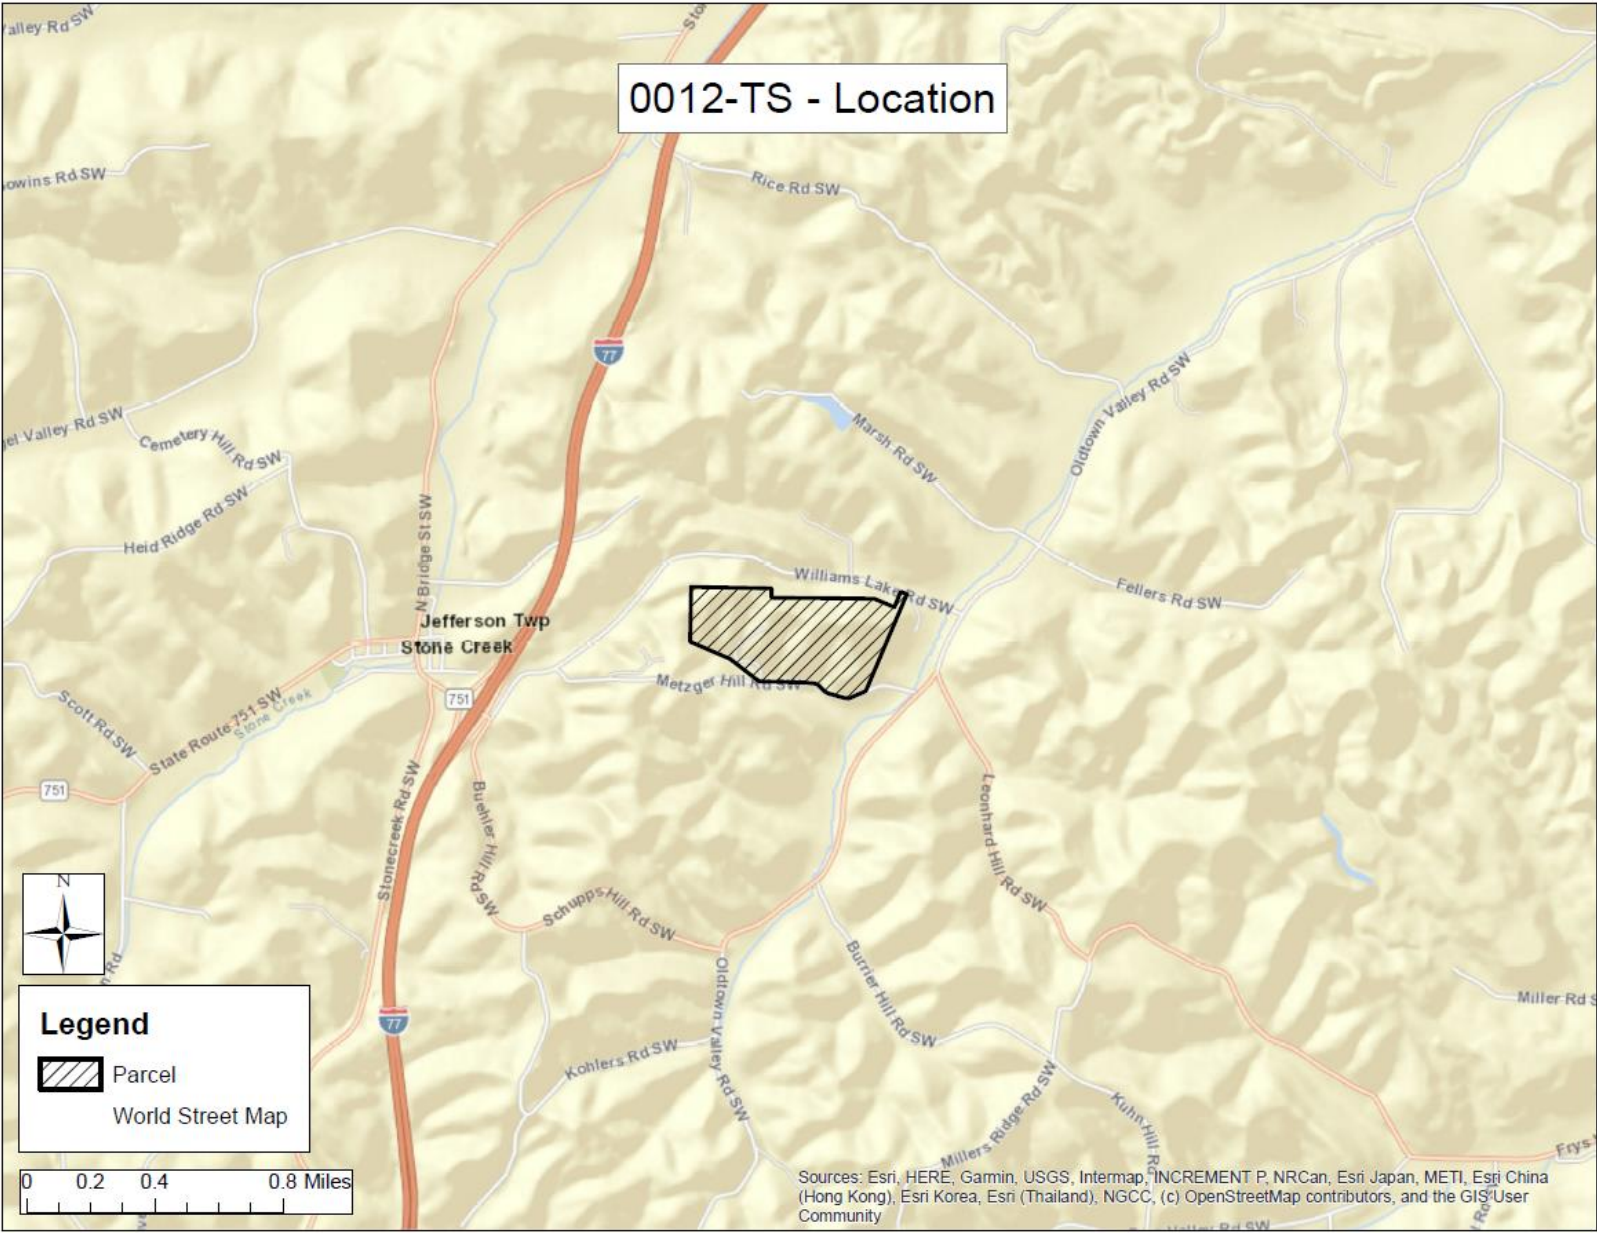 0012-TS - Location
Valley Rd SW
Rice Rd SW
77
Oldtown Valley Rd SW
Marsh Rd SW
Valley Rd SW
Cemetery Hill Rd SW
Heid Ridge Rd SW
N Bridge St SW
Williams Lake Rd SW
Fellers Rd SW
Jefferson Twp
Stone Creek
Metzger Hill Rd SW
751
Scott Rd SW
State Route 751 SW
Stone Creek
751
Stonecreek Rd SW
Buehler Hill Rd SW
Leonhard Hill Rd SW
Schupps Hill Rd SW
N
Oldtown Valley Rd SW
Burrier Hill Rd SW
Miller Rd S
77
Kohlers Rd SW
Millers Ridge Rd SW
Kuhn Hill Rd
Frys
Legend
Parcel
World Street Map
0 0.2 0.4 0.8 Miles
Sources: Esri, HERE, Garmin, USGS, Intermap, INCREMENT P, NRCan, Esri Japan, METI, Esri China
(Hong Kong), Esri Korea, Esri (Thailand), NGCC, (c) OpenStreetMap contributors, and the GIS User
Community
Valley Rd SW